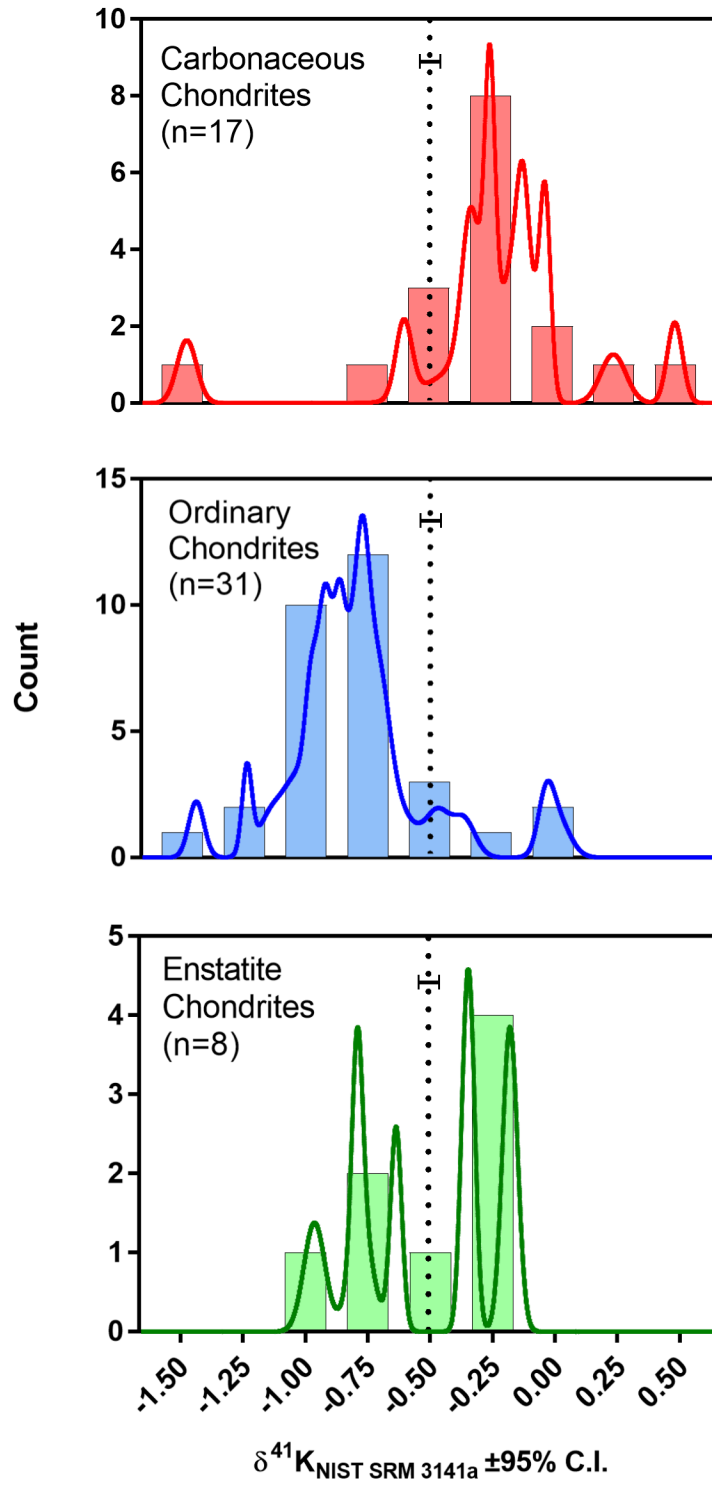 10
8
6
4
2
0
Carbonaceous
Chondrites
(n=17)
15
10
5
0
Ordinary
Chondrites
(n=31)
Count
5
4
3
2
1
0
Enstatite
Chondrites
(n=8)
-1.50 -1.25 -1.00 -0.75 -0.50 -0.25 0.00 0.25 0.50
δ⁴¹K NIST SRM 3141a ±95% C.I.